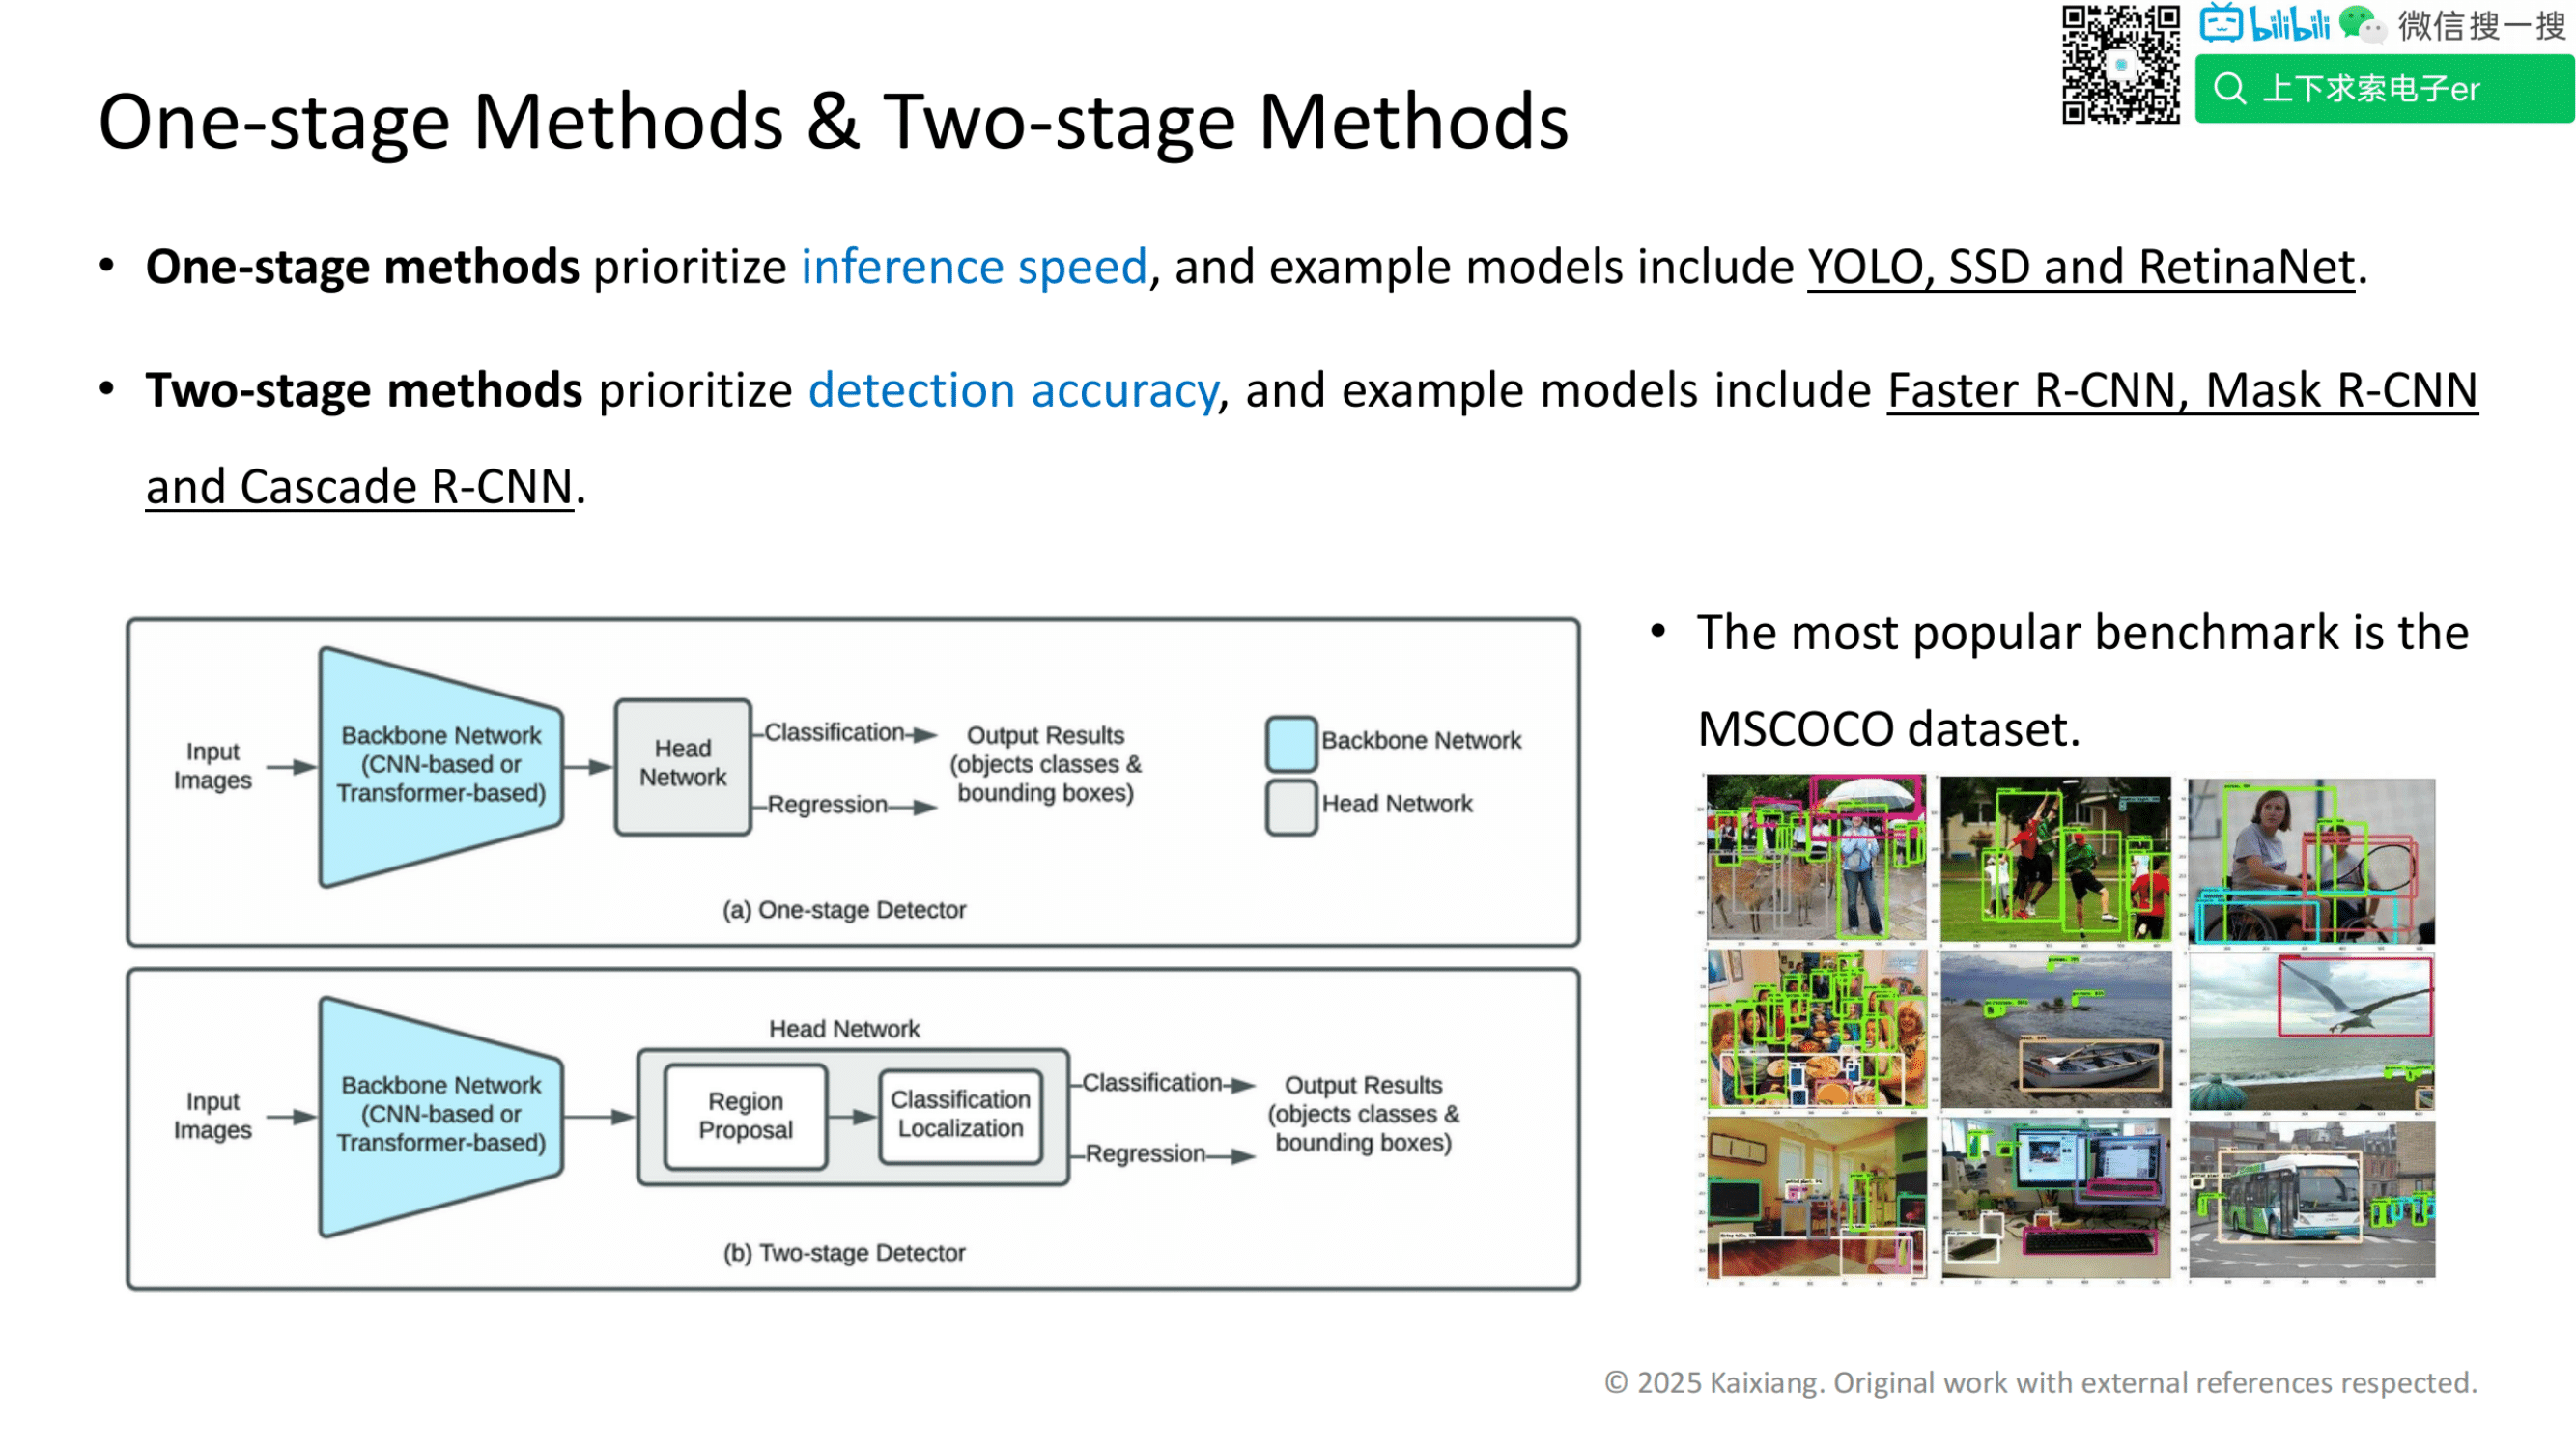 bilibili 微信搜一搜
上下求索电子er
One-stage Methods & Two-stage Methods
• One-stage methods prioritize inference speed, and example models include YOLO, SSD and RetinaNet.
• Two-stage methods prioritize detection accuracy, and example models include Faster R-CNN, Mask R-CNN
and Cascade R-CNN.
Input
Images
Backbone Network
(CNN-based or
Transformer-based)
Head
Network
Classification
Regression
Output Results
(objects classes &
bounding boxes)
Backbone Network
Head Network
(a) One-stage Detector
Input
Images
Backbone Network
(CNN-based or
Transformer-based)
Head Network
Region
Proposal
Classification
Localization
Classification
Regression
Output Results
(objects classes &
bounding boxes)
(b) Two-stage Detector
• The most popular benchmark is the
MSCOCO dataset.
© 2025 Kaixiang. Original work with external references respected.